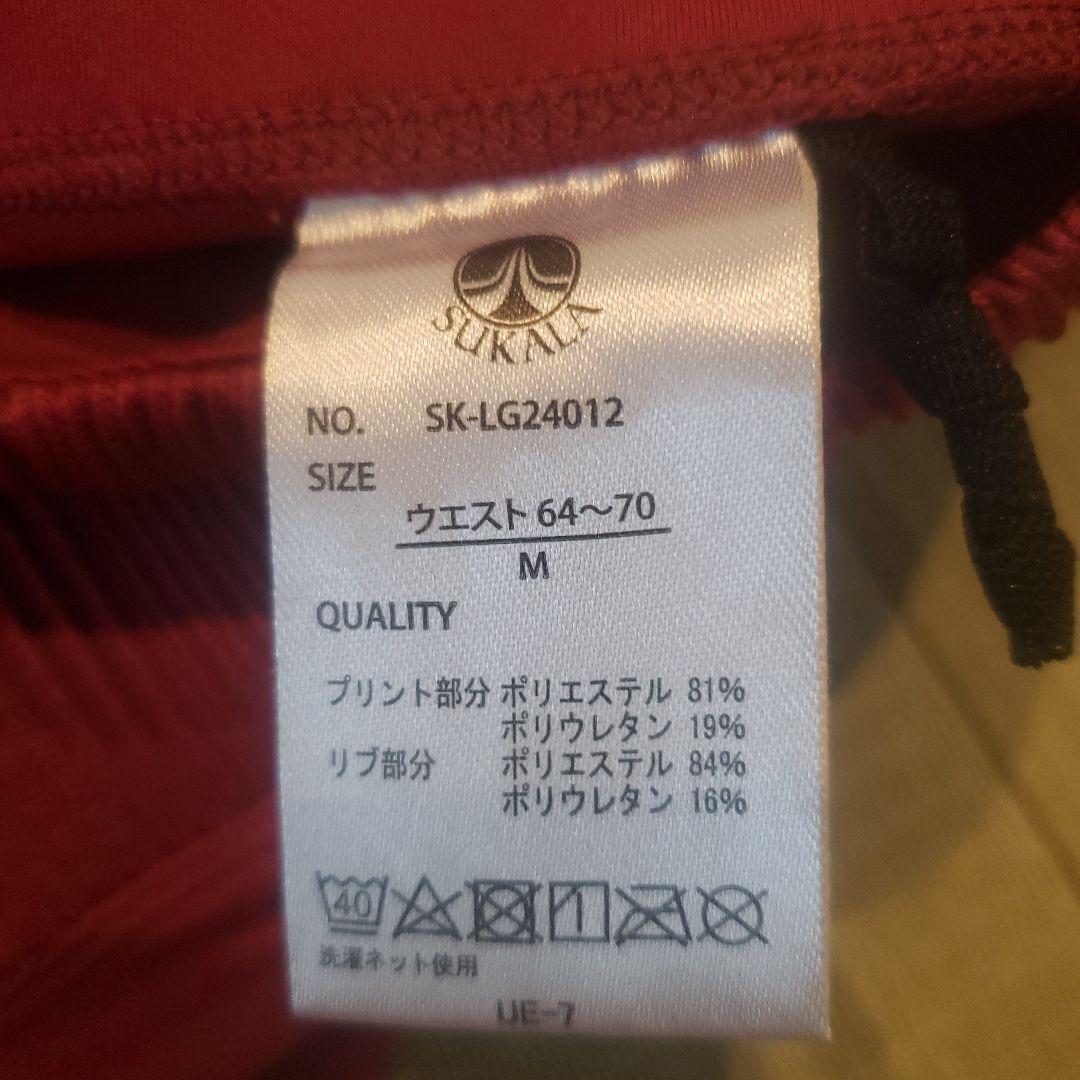 SUKALA
NO. SK-LG24012
SIZE
ウエスト 64～70
M
QUALITY
プリント部分 ポリエステル 81%
ポリウレタン 19%
リブ部分 ポリエステル 84%
ポリウレタン 16%
40
洗濯ネット使用
UE-7